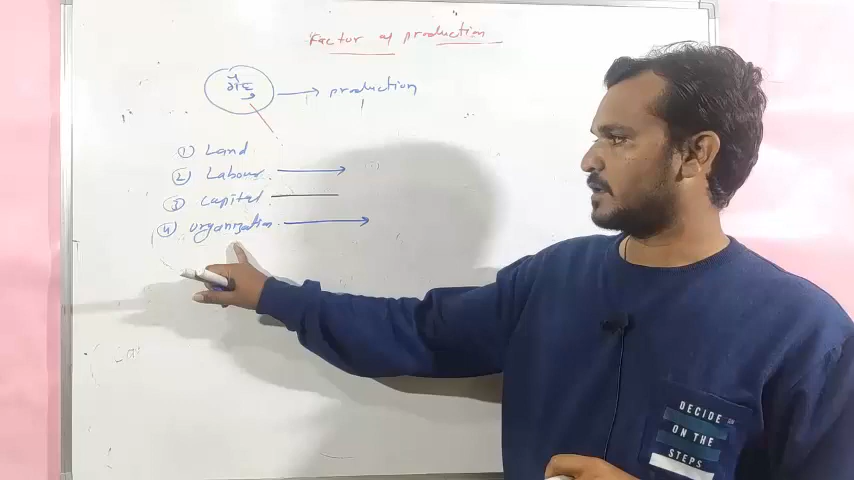 Factor of production
→ production
① Land
② Labour →
③ Capital
④ Organization →
DECIDE
ON THE
STEPS